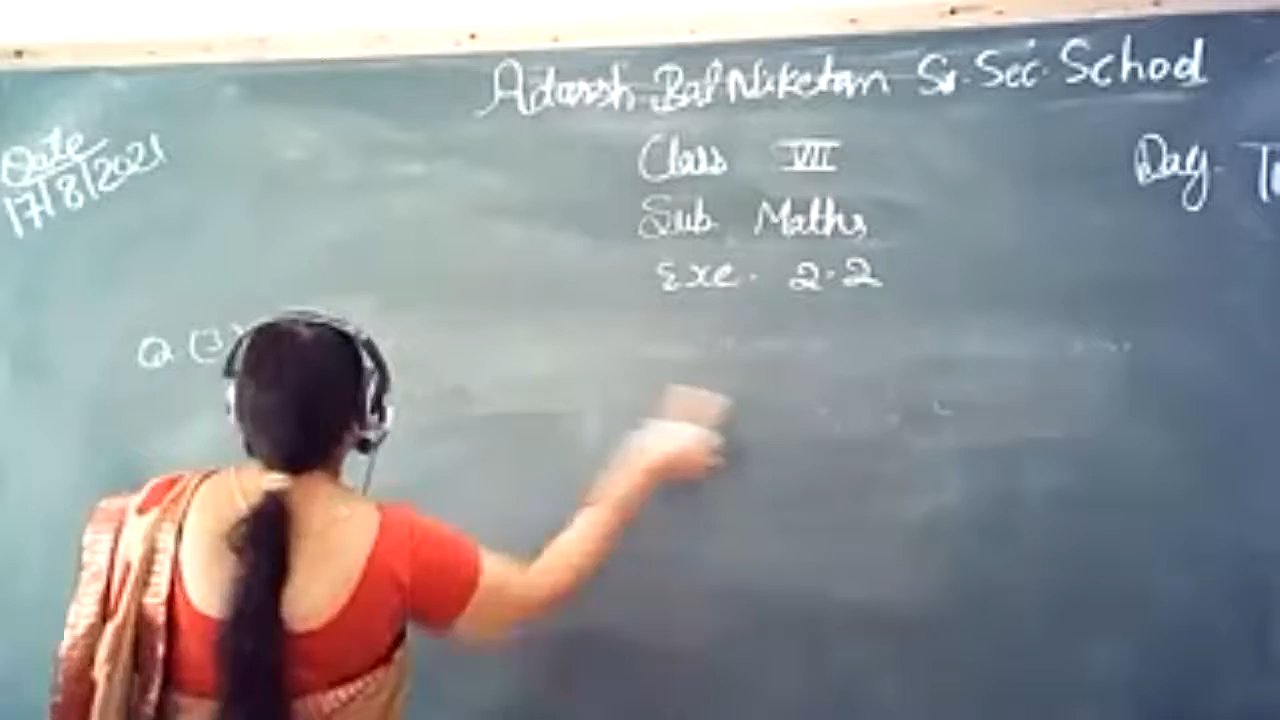 Adarsh Bal Niketan Sr. Sec. School
Date
17/8/2021
Class VII
Day.
Sub Maths
Exe. 2.2
Q. (3)